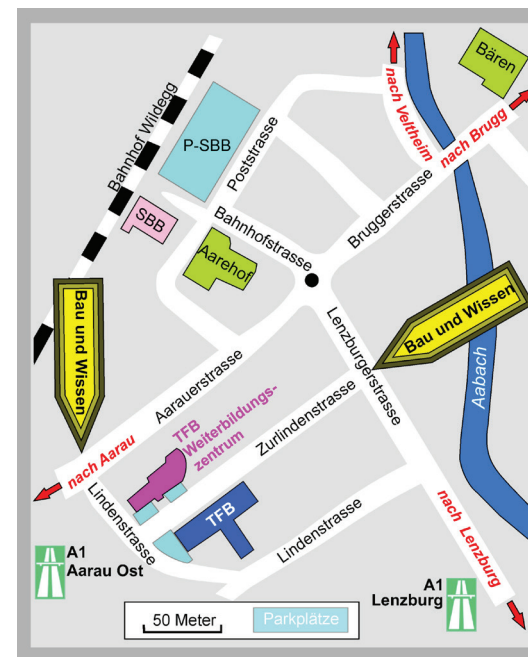 Bären
nach Veltheim
nach Brugg
Bahnhof Wildegg
P-SBB
Poststrasse
Bruggerstrasse
SBB
Bahnhofstrasse
Aarehof
Bau und Wissen
Bau und Wissen
Lenzburgerstrasse
Aabach
Aarauerstrasse
TFB
Weiterbildungs-
zentrum
Zurlindenstrasse
nach Aarau
Lindenstrasse
TFB
Lindenstrasse
nach Lenzburg
A1
Aarau Ost
A1
Lenzburg
50 Meter
Parkplätze